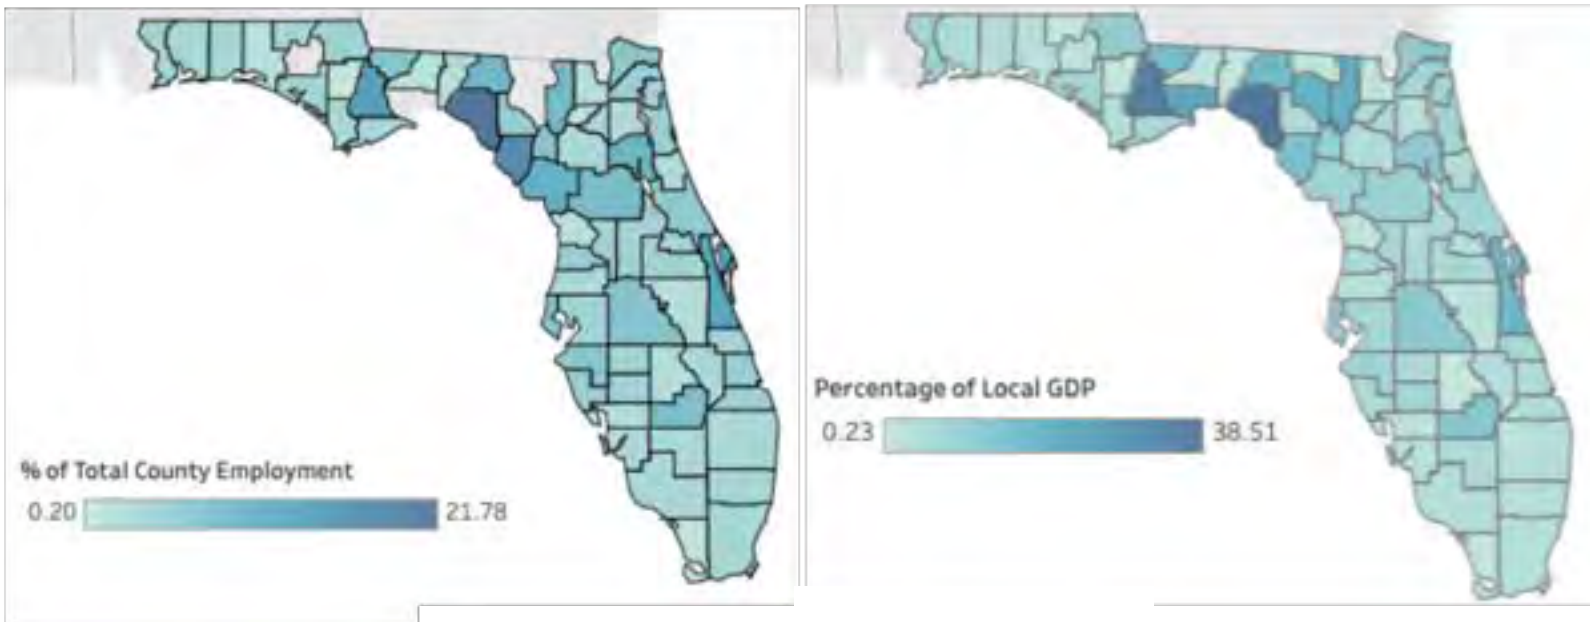 % of Total County Employment
0.20 21.78
Percentage of Local GDP
0.23 38.51